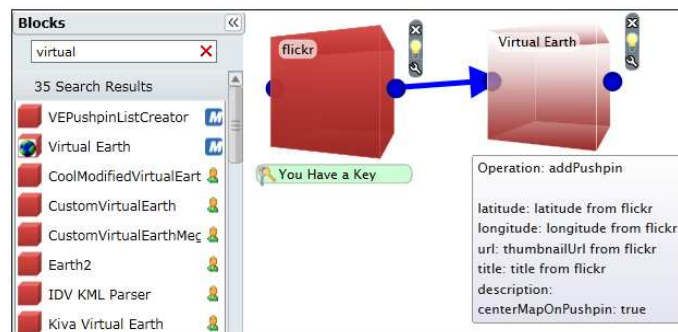 Blocks
virtual
35 Search Results
VEPushpinListCreator
Virtual Earth
CoolModifiedVirtualEart
CustomVirtualEarth
CustomVirtualEarthMeg
Earth2
IDV KML Parser
Kiva Virtual Earth
flickr
You Have a Key
Virtual Earth
Operation: addPushpin
latitude: latitude from flickr
longitude: longitude from flickr
url: thumbnailUrl from flickr
title: title from flickr
description:
centerMapOnPushpin: true